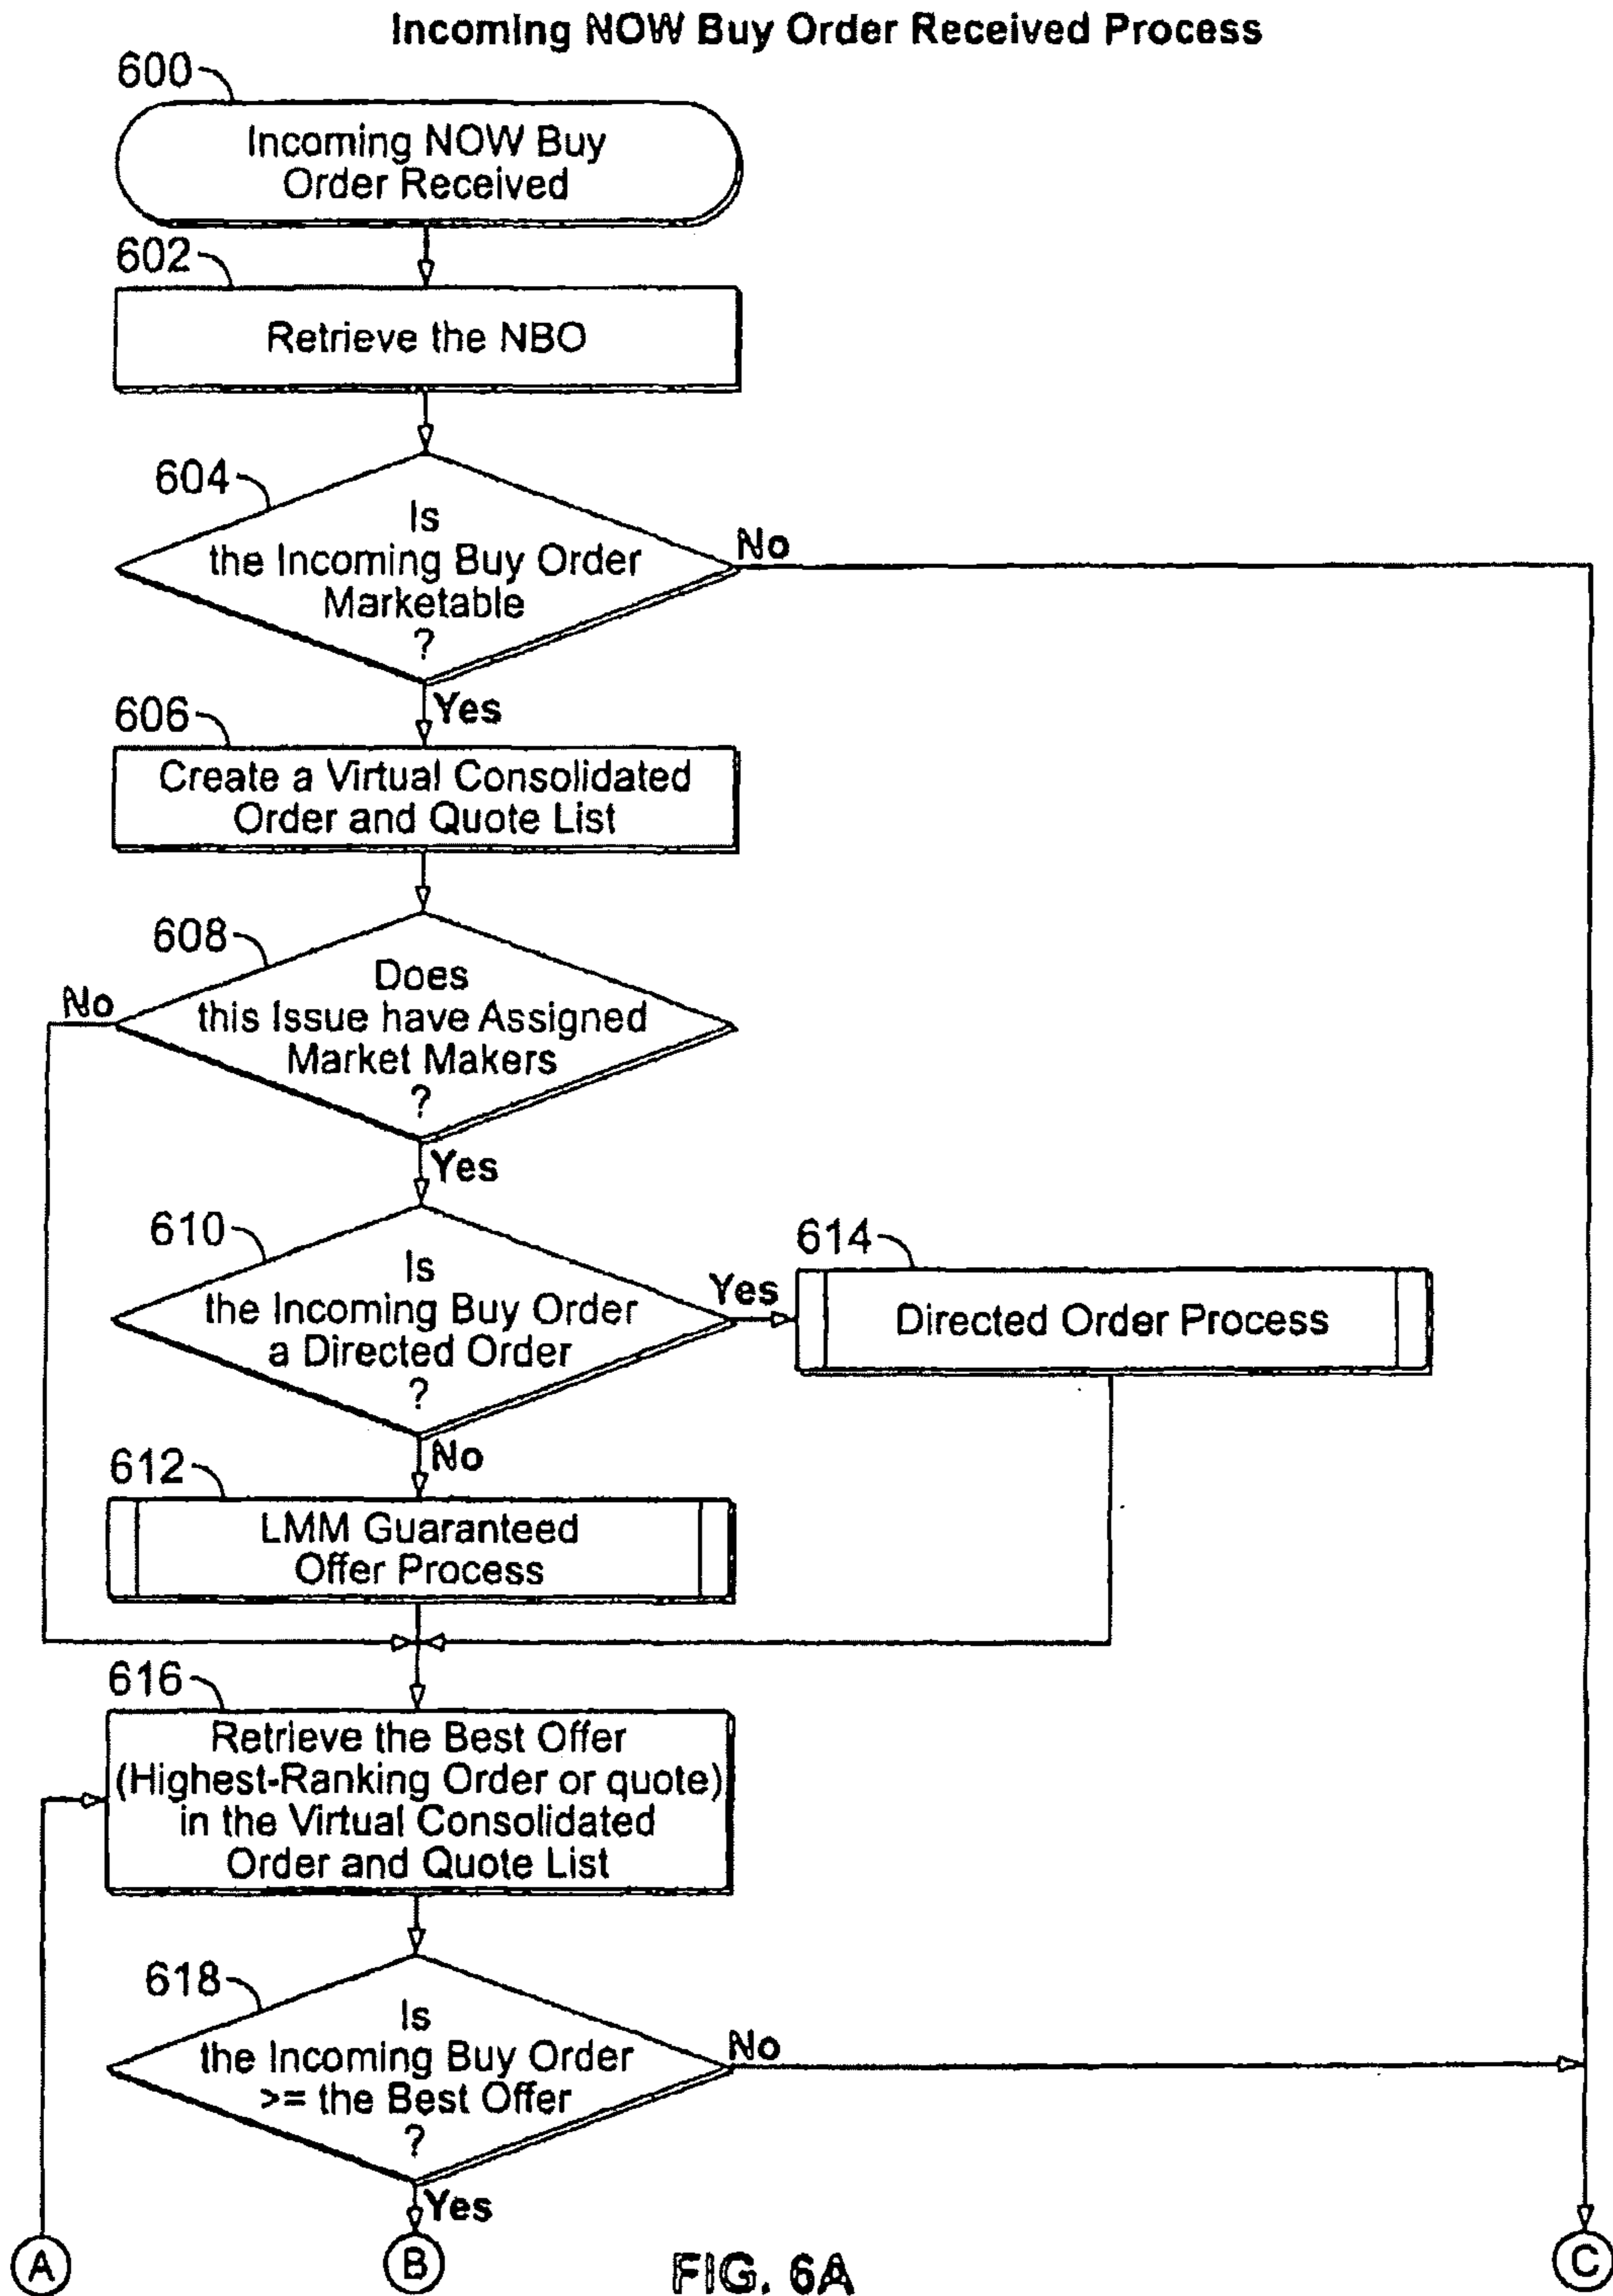 Incoming NOW Buy Order Received Process
600
Incoming NOW Buy
Order Received
602
Retrieve the NBO
604
Is
the Incoming Buy Order
Marketable
?
No
Yes
606
Create a Virtual Consolidated
Order and Quote List
608
Does
this Issue have Assigned
Market Makers
?
No
Yes
610
Is
the Incoming Buy Order
a Directed Order
?
Yes
614
Directed Order Process
No
612
LMM Guaranteed
Offer Process
616
Retrieve the Best Offer
(Highest-Ranking Order or quote)
in the Virtual Consolidated
Order and Quote List
618
Is
the Incoming Buy Order
>= the Best Offer
?
No
Yes
A
B
C
FIG. 6A